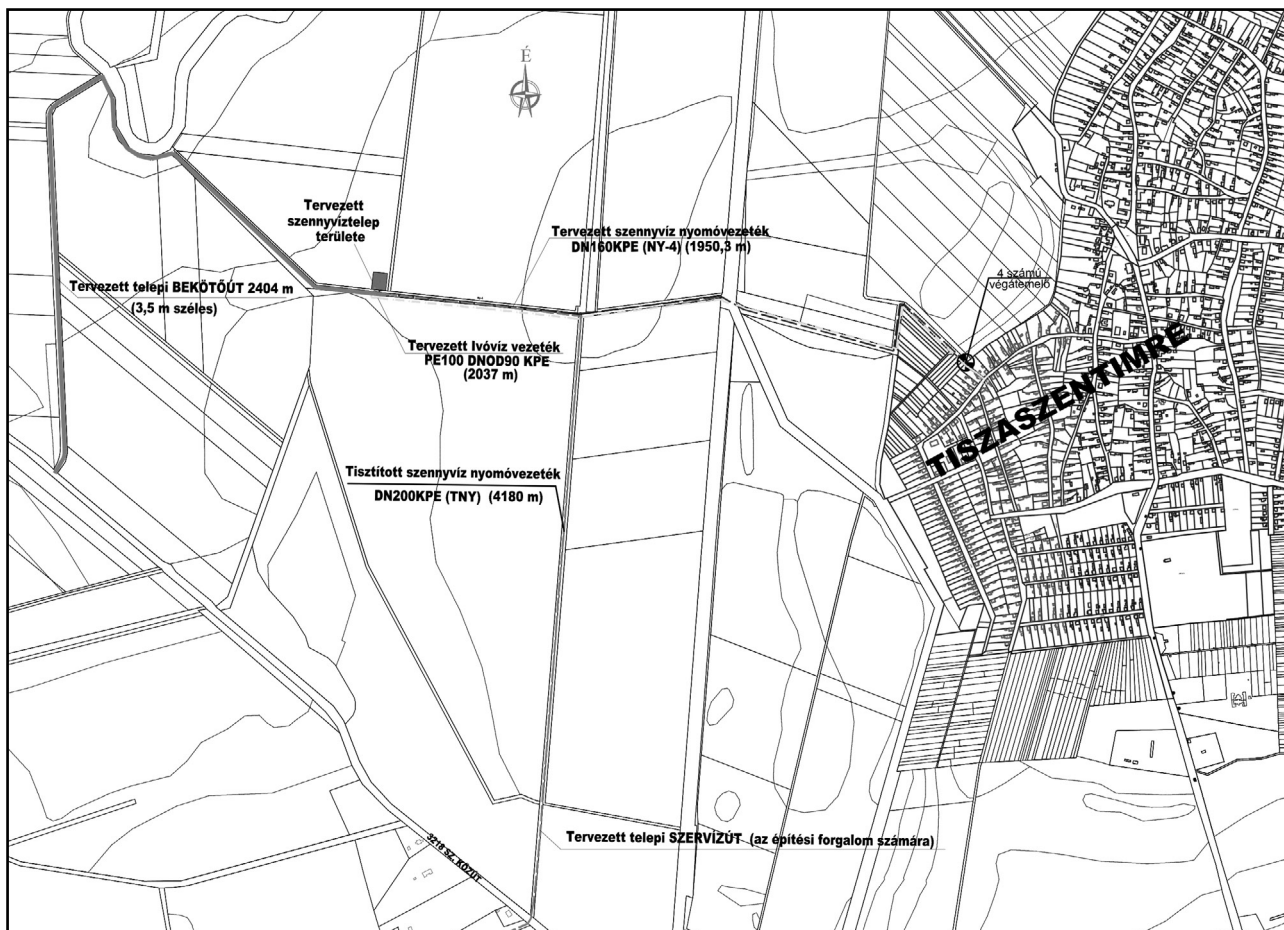 É
Tervezett
szennyvíztelep
területe
Tervezett szennyvíz nyomóvezeték
DN160KPE (NY-4) (1950,3 m)
4 számú
végátemelő
Tervezett telepi BEKÖTŐÚT 2404 m
(3,5 m széles)
Tervezett Ivóvíz vezeték
PE100 DNOD90 KPE
(2037 m)
TISZASZENTIMRE
Tisztított szennyvíz nyomóvezeték
DN200KPE (TNY) (4180 m)
Tervezett telepi SZERVÍZÚT (az építési forgalom számára)
3218 SZ. KÖZÚT